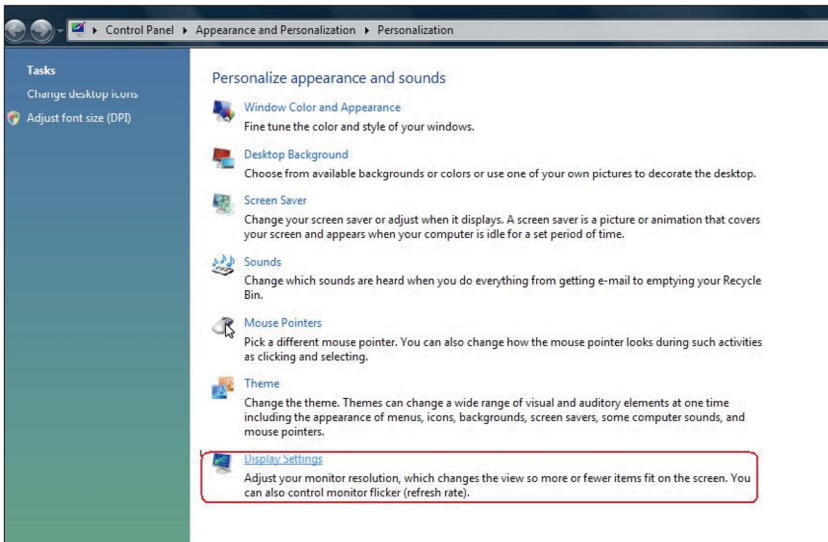 Control Panel Appearance and Personalization Personalization
Tasks
Change desktop icons
Adjust font size (DPI)
Personalize appearance and sounds
Window Color and Appearance
Fine tune the color and style of your windows.
Desktop Background
Choose from available backgrounds or colors or use one of your own pictures to decorate the desktop.
Screen Saver
Change your screen saver or adjust when it displays. A screen saver is a picture or animation that covers
your screen and appears when your computer is idle for a set period of time.
Sounds
Change which sounds are heard when you do everything from getting e-mail to emptying your Recycle
Bin.
Mouse Pointers
Pick a different mouse pointer. You can also change how the mouse pointer looks during such activities
as clicking and selecting.
Theme
Change the theme. Themes can change a wide range of visual and auditory elements at one time
including the appearance of menus, icons, backgrounds, screen savers, some computer sounds, and
mouse pointers.
Display Settings
Adjust your monitor resolution, which changes the view so more or fewer items fit on the screen. You
can also control monitor flicker (refresh rate).